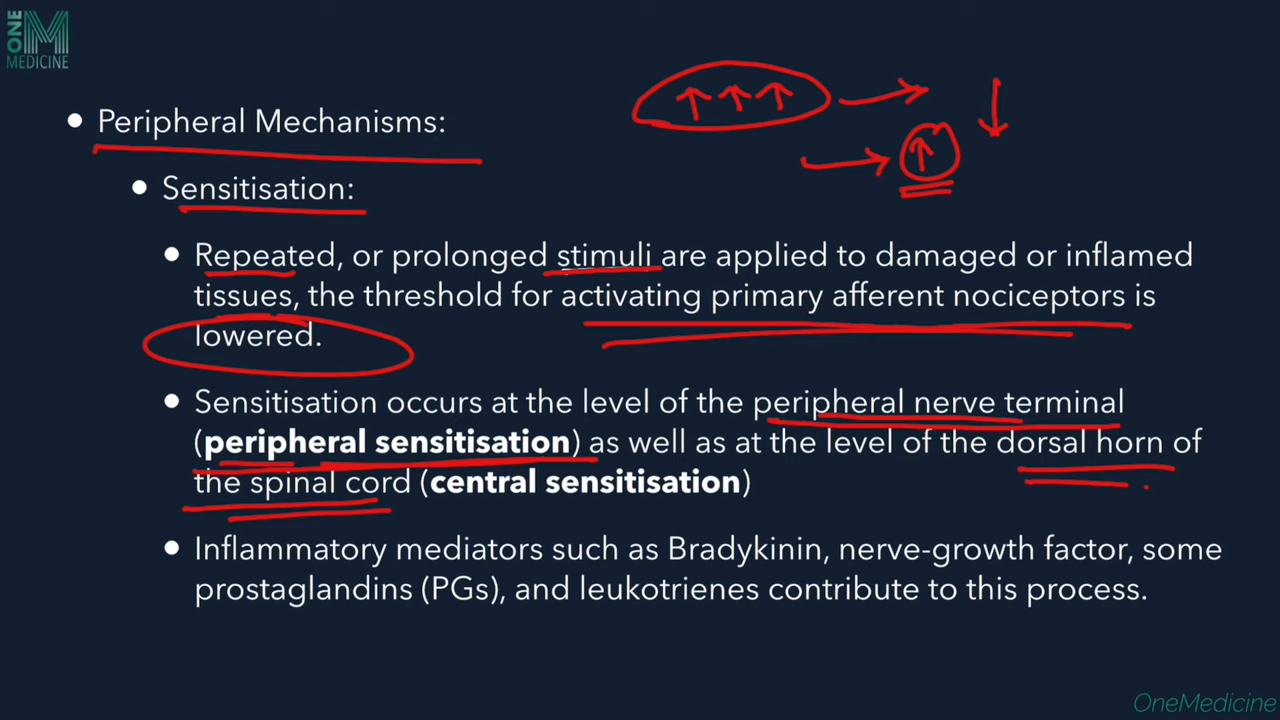 ONE
M
MEDICINE
• Peripheral Mechanisms:
• Sensitisation:
• Repeated, or prolonged stimuli are applied to damaged or inflamed
tissues, the threshold for activating primary afferent nociceptors is
lowered.
• Sensitisation occurs at the level of the peripheral nerve terminal
(peripheral sensitisation) as well as at the level of the dorsal horn of
the spinal cord (central sensitisation)
• Inflammatory mediators such as Bradykinin, nerve-growth factor, some
prostaglandins (PGs), and leukotrienes contribute to this process.
OneMedicine